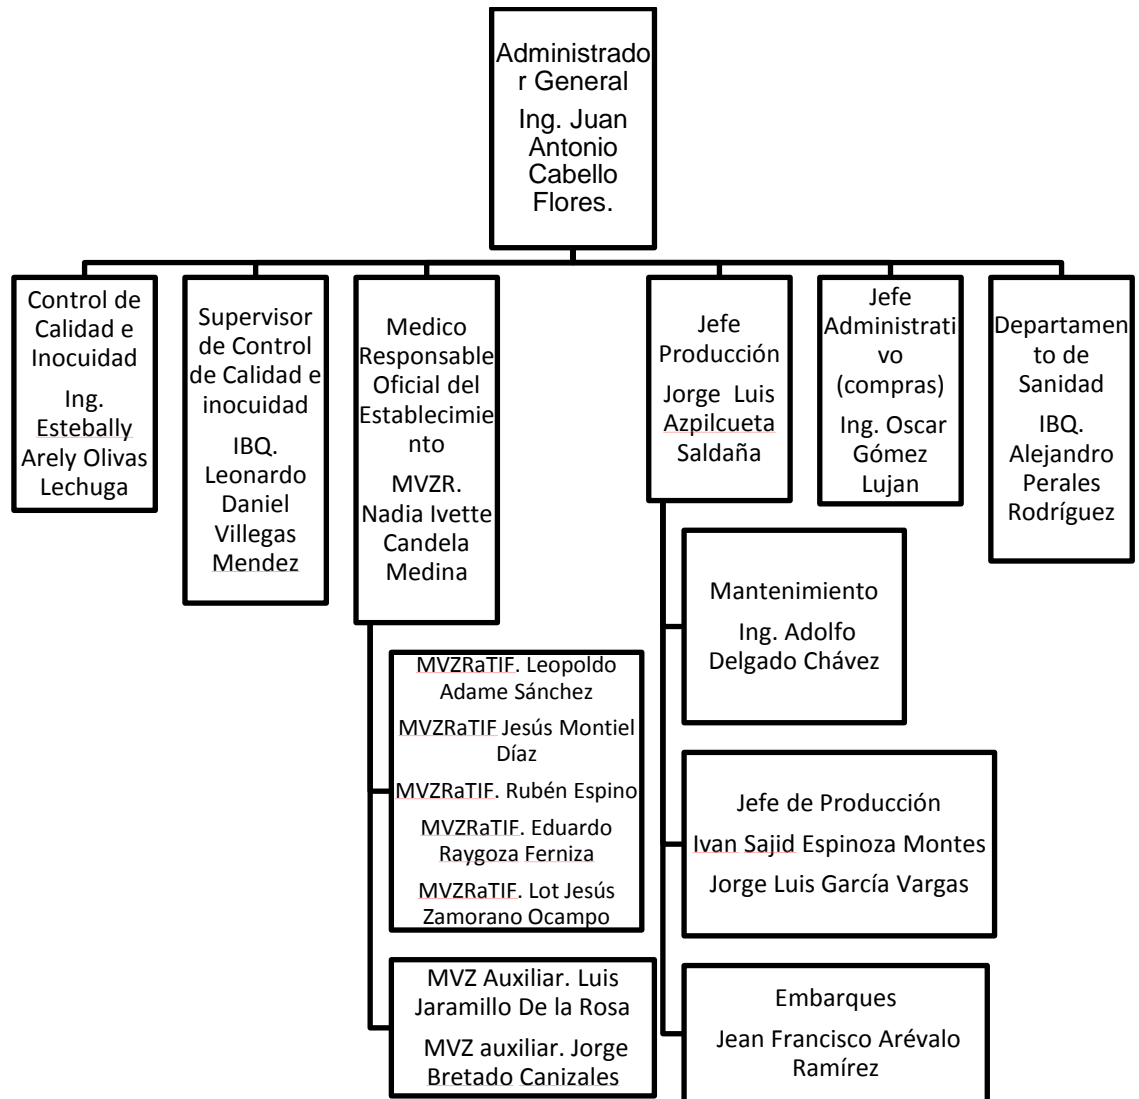 Administrado
r General
Ing. Juan
Antonio
Cabello
Flores.
Control de
Calidad e
Inocuidad
Ing.
Estebally
Arely Olivas
Lechuga
Supervisor
de Control
de Calidad e
inocuidad
IBQ.
Leonardo
Daniel
Villegas
Mendez
Medico
Responsable
Oficial del
Establecimie
nto
MVZR.
Nadia Ivette
Candela
Medina
MVZRaTIF. Leopoldo
Adame Sánchez
MVZRaTIF Jesús Montiel
Díaz
MVZRaTIF. Rubén Espino
MVZRaTIF. Eduardo
Raygoza Ferniza
MVZRaTIF. Lot Jesús
Zamorano Ocampo
MVZ Auxiliar. Luis
Jaramillo De la Rosa
MVZ auxiliar. Jorge
Bretado Canizales
Jefe
Producción
Jorge  Luis
Azpilcueta
Saldaña
Mantenimiento
Ing. Adolfo
Delgado Chávez
Jefe de Producción
Ivan Sajid Espinoza Montes
Jorge Luis García Vargas
Embarques
Jean Francisco Arévalo
Ramírez
Jefe
Administrati
vo
(compras)
Ing. Oscar
Gómez
Lujan
Departamen
to de
Sanidad
IBQ.
Alejandro
Perales
Rodríguez